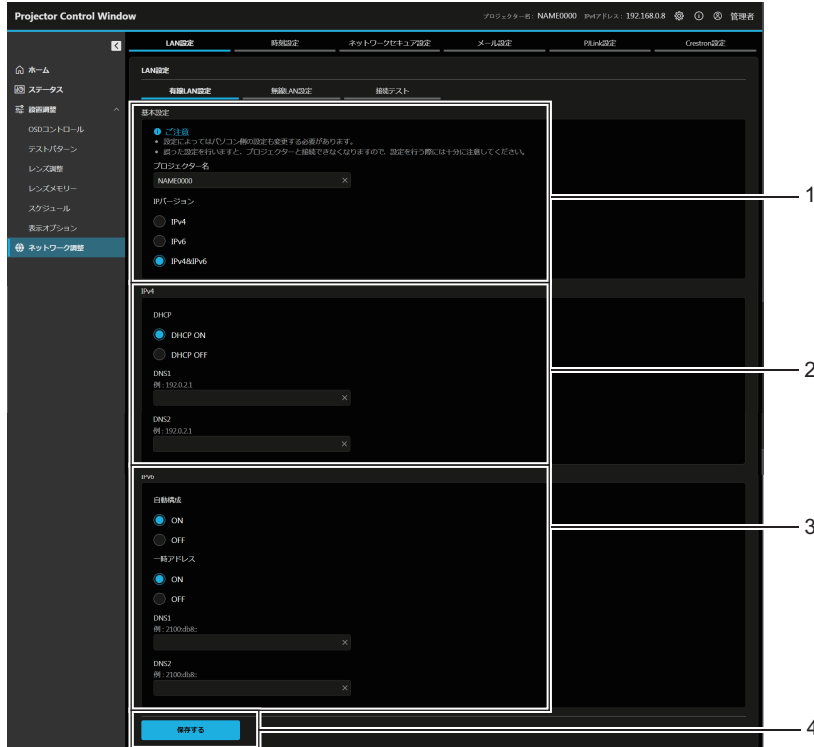 Projector Control Window
プロジェクター名: NAME0000 IPv4アドレス: 192.168.0.8 管理者
LAN設定 時刻設定 ネットワークセキュア設定 メール設定 PJLink設定 Crestron設定
ホーム
ステータス
設置調整
OSDコントロール
テストパターン
レンズ調整
レンズメモリー
スケジュール
表示オプション
ネットワーク調整
LAN設定
有線LAN設定 無線LAN設定 接続テスト
基本設定
ご注意
• 設定によってはパソコン側の設定も変更する必要があります。
• 誤った設定を行いますと、プロジェクターと接続できなくなりますので、設定を行う際には十分に注意してください。
プロジェクター名
NAME0000
IPバージョン
IPv4
IPv6
IPv4&IPv6
1
IPv4
DHCP
DHCP ON
DHCP OFF
DNS1
例 : 192.0.2.1
DNS2
例 : 192.0.2.1
2
IPv6
自動構成
ON
OFF
一時アドレス
ON
OFF
DNS1
例 : 2100:db8::
DNS2
例 : 2100:db8::
3
保存する
4